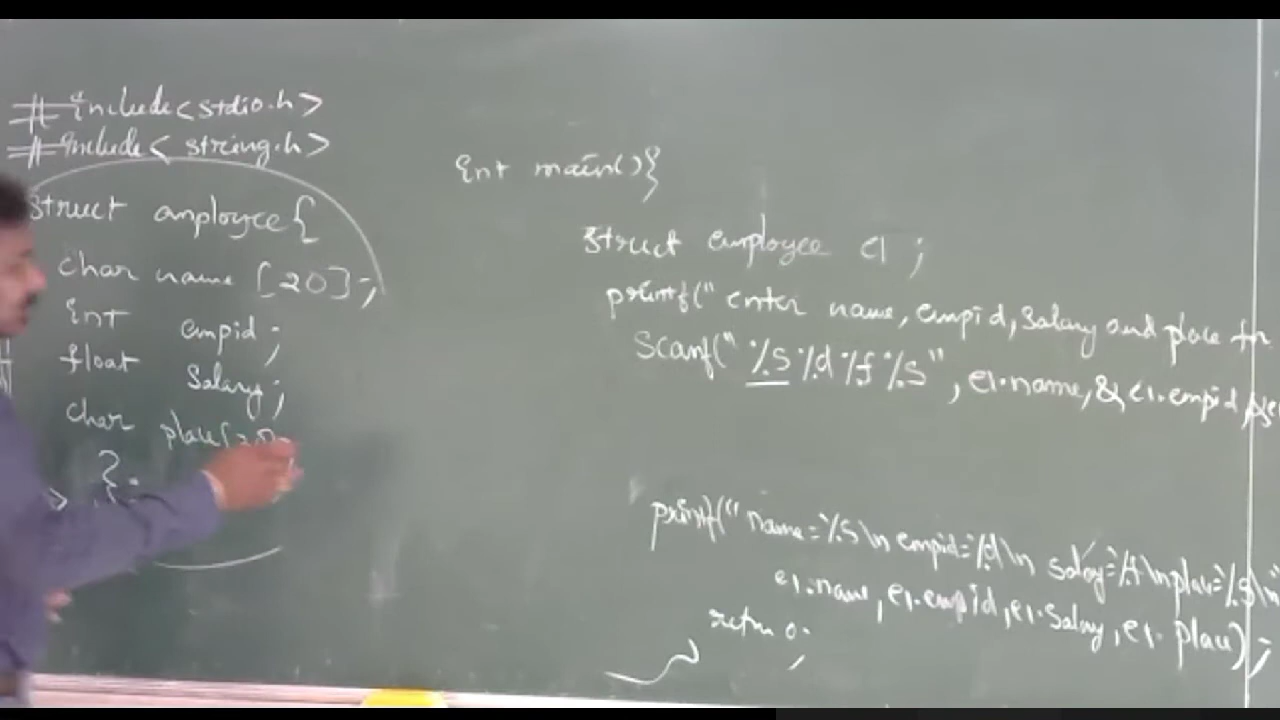 #include<stdio.h>
#include< string.h>
struct amployee{
char name [20];
int empid;
float Salary;
char place[20]
};
int main(){
struct employee e1;
printf(" enter name, empid, Salary and place for
Scanf(" %s %d %f %s", e1.name, & e1.empid,
printf(" name=%s\n empid=%d\n salary=%f\n place=%s\n"
e1.name, e1.empid, e1.Salary, e1.place);
return 0;